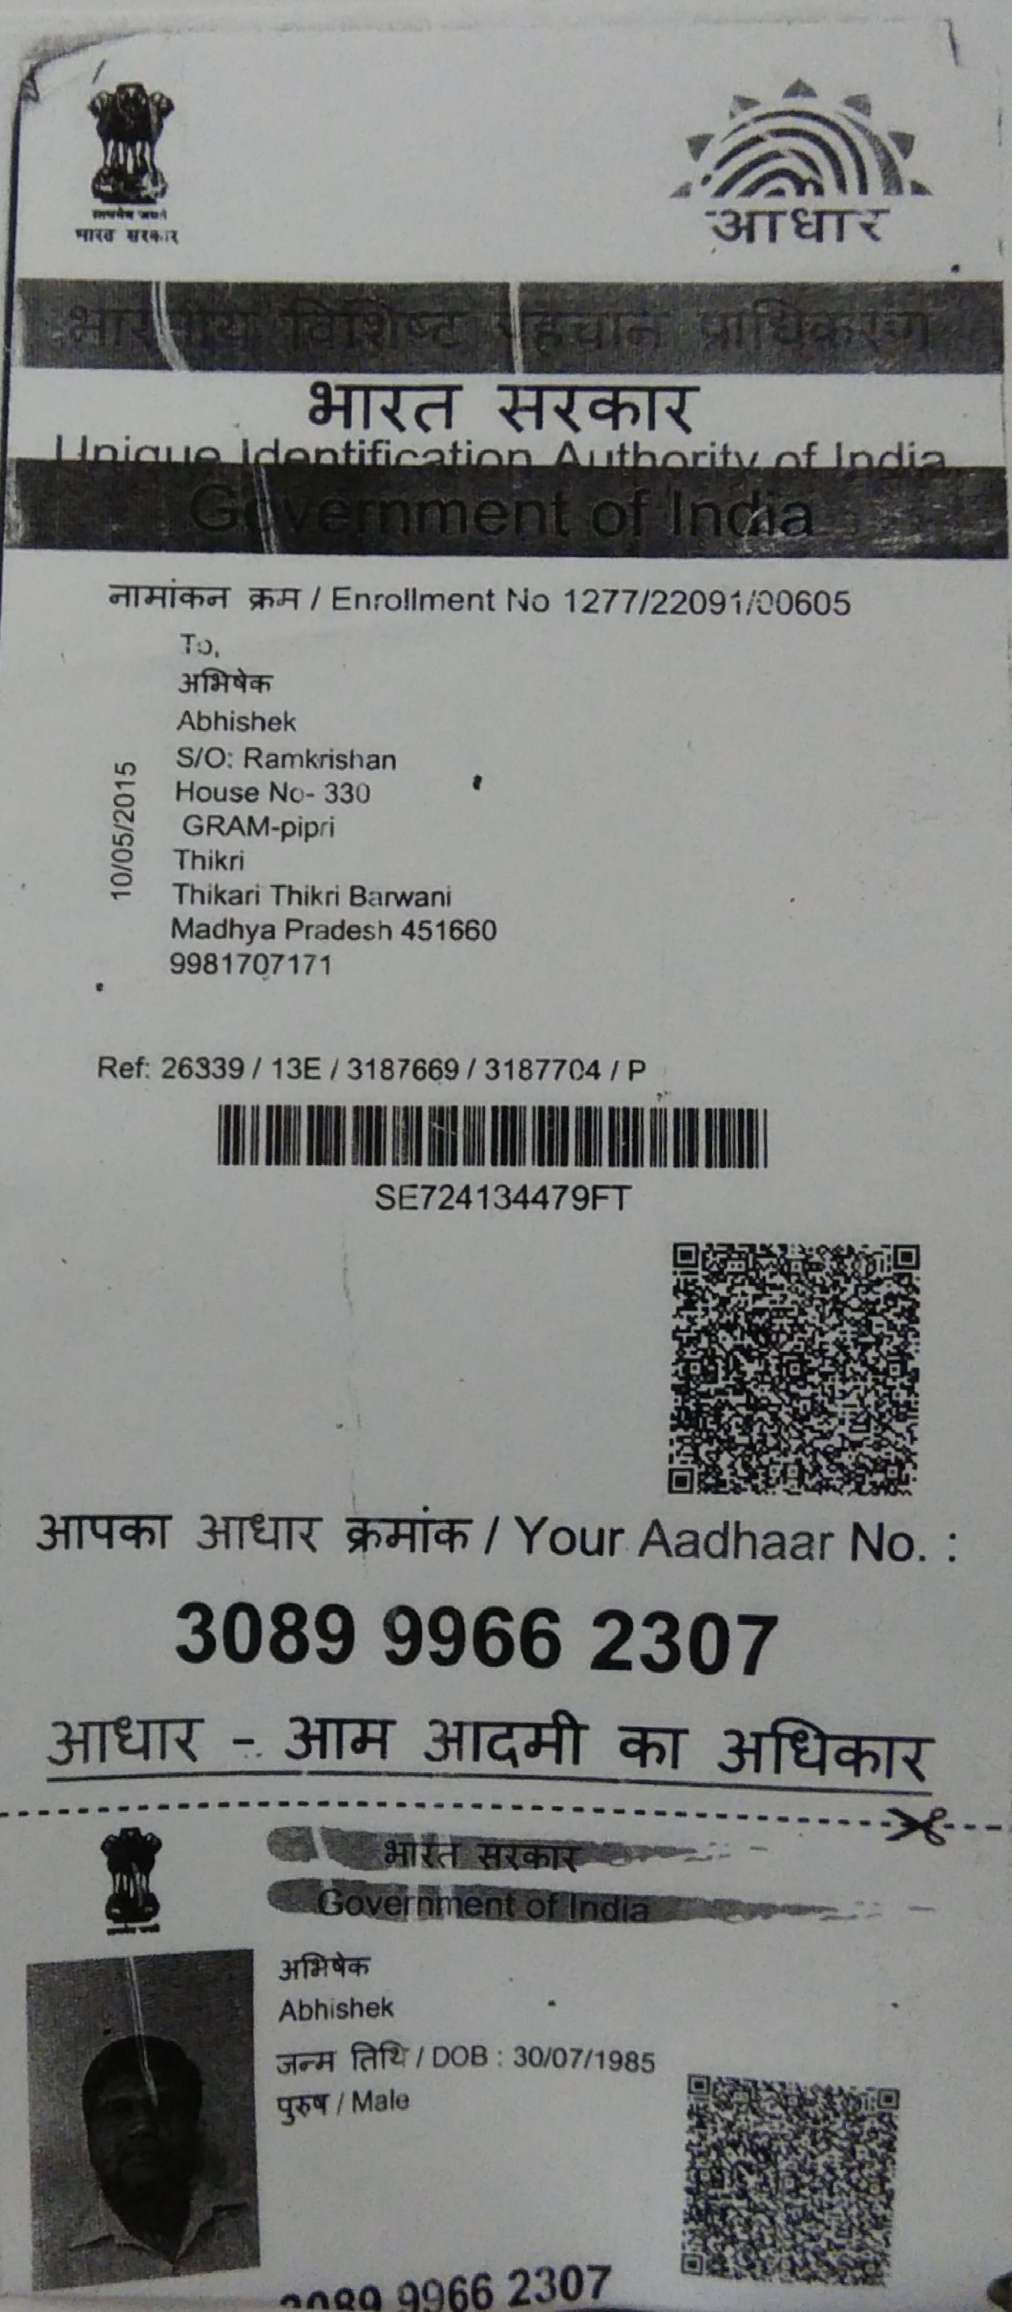 सत्यमेव जयते
भारत सरकार
आधार
भारतीय विशिष्ट पहचान प्राधिकरण
भारत सरकार
Unique Identification Authority of India
Government of India
नामांकन क्रम / Enrollment No 1277/22091/00605
To,
अभिषेक
Abhishek
S/O: Ramkrishan
House No- 330
GRAM-pipri
Thikri
Thikari Thikri Barwani
Madhya Pradesh 451660
9981707171
10/05/2015
Ref: 26339 / 13E / 3187669 / 3187704 / P
SE724134479FT
आपका आधार क्रमांक / Your Aadhaar No. :
3089 9966 2307
आधार - आम आदमी का अधिकार
भारत सरकार
Government of India
अभिषेक
Abhishek
जन्म तिथि / DOB : 30/07/1985
पुरुष / Male
3089 9966 2307